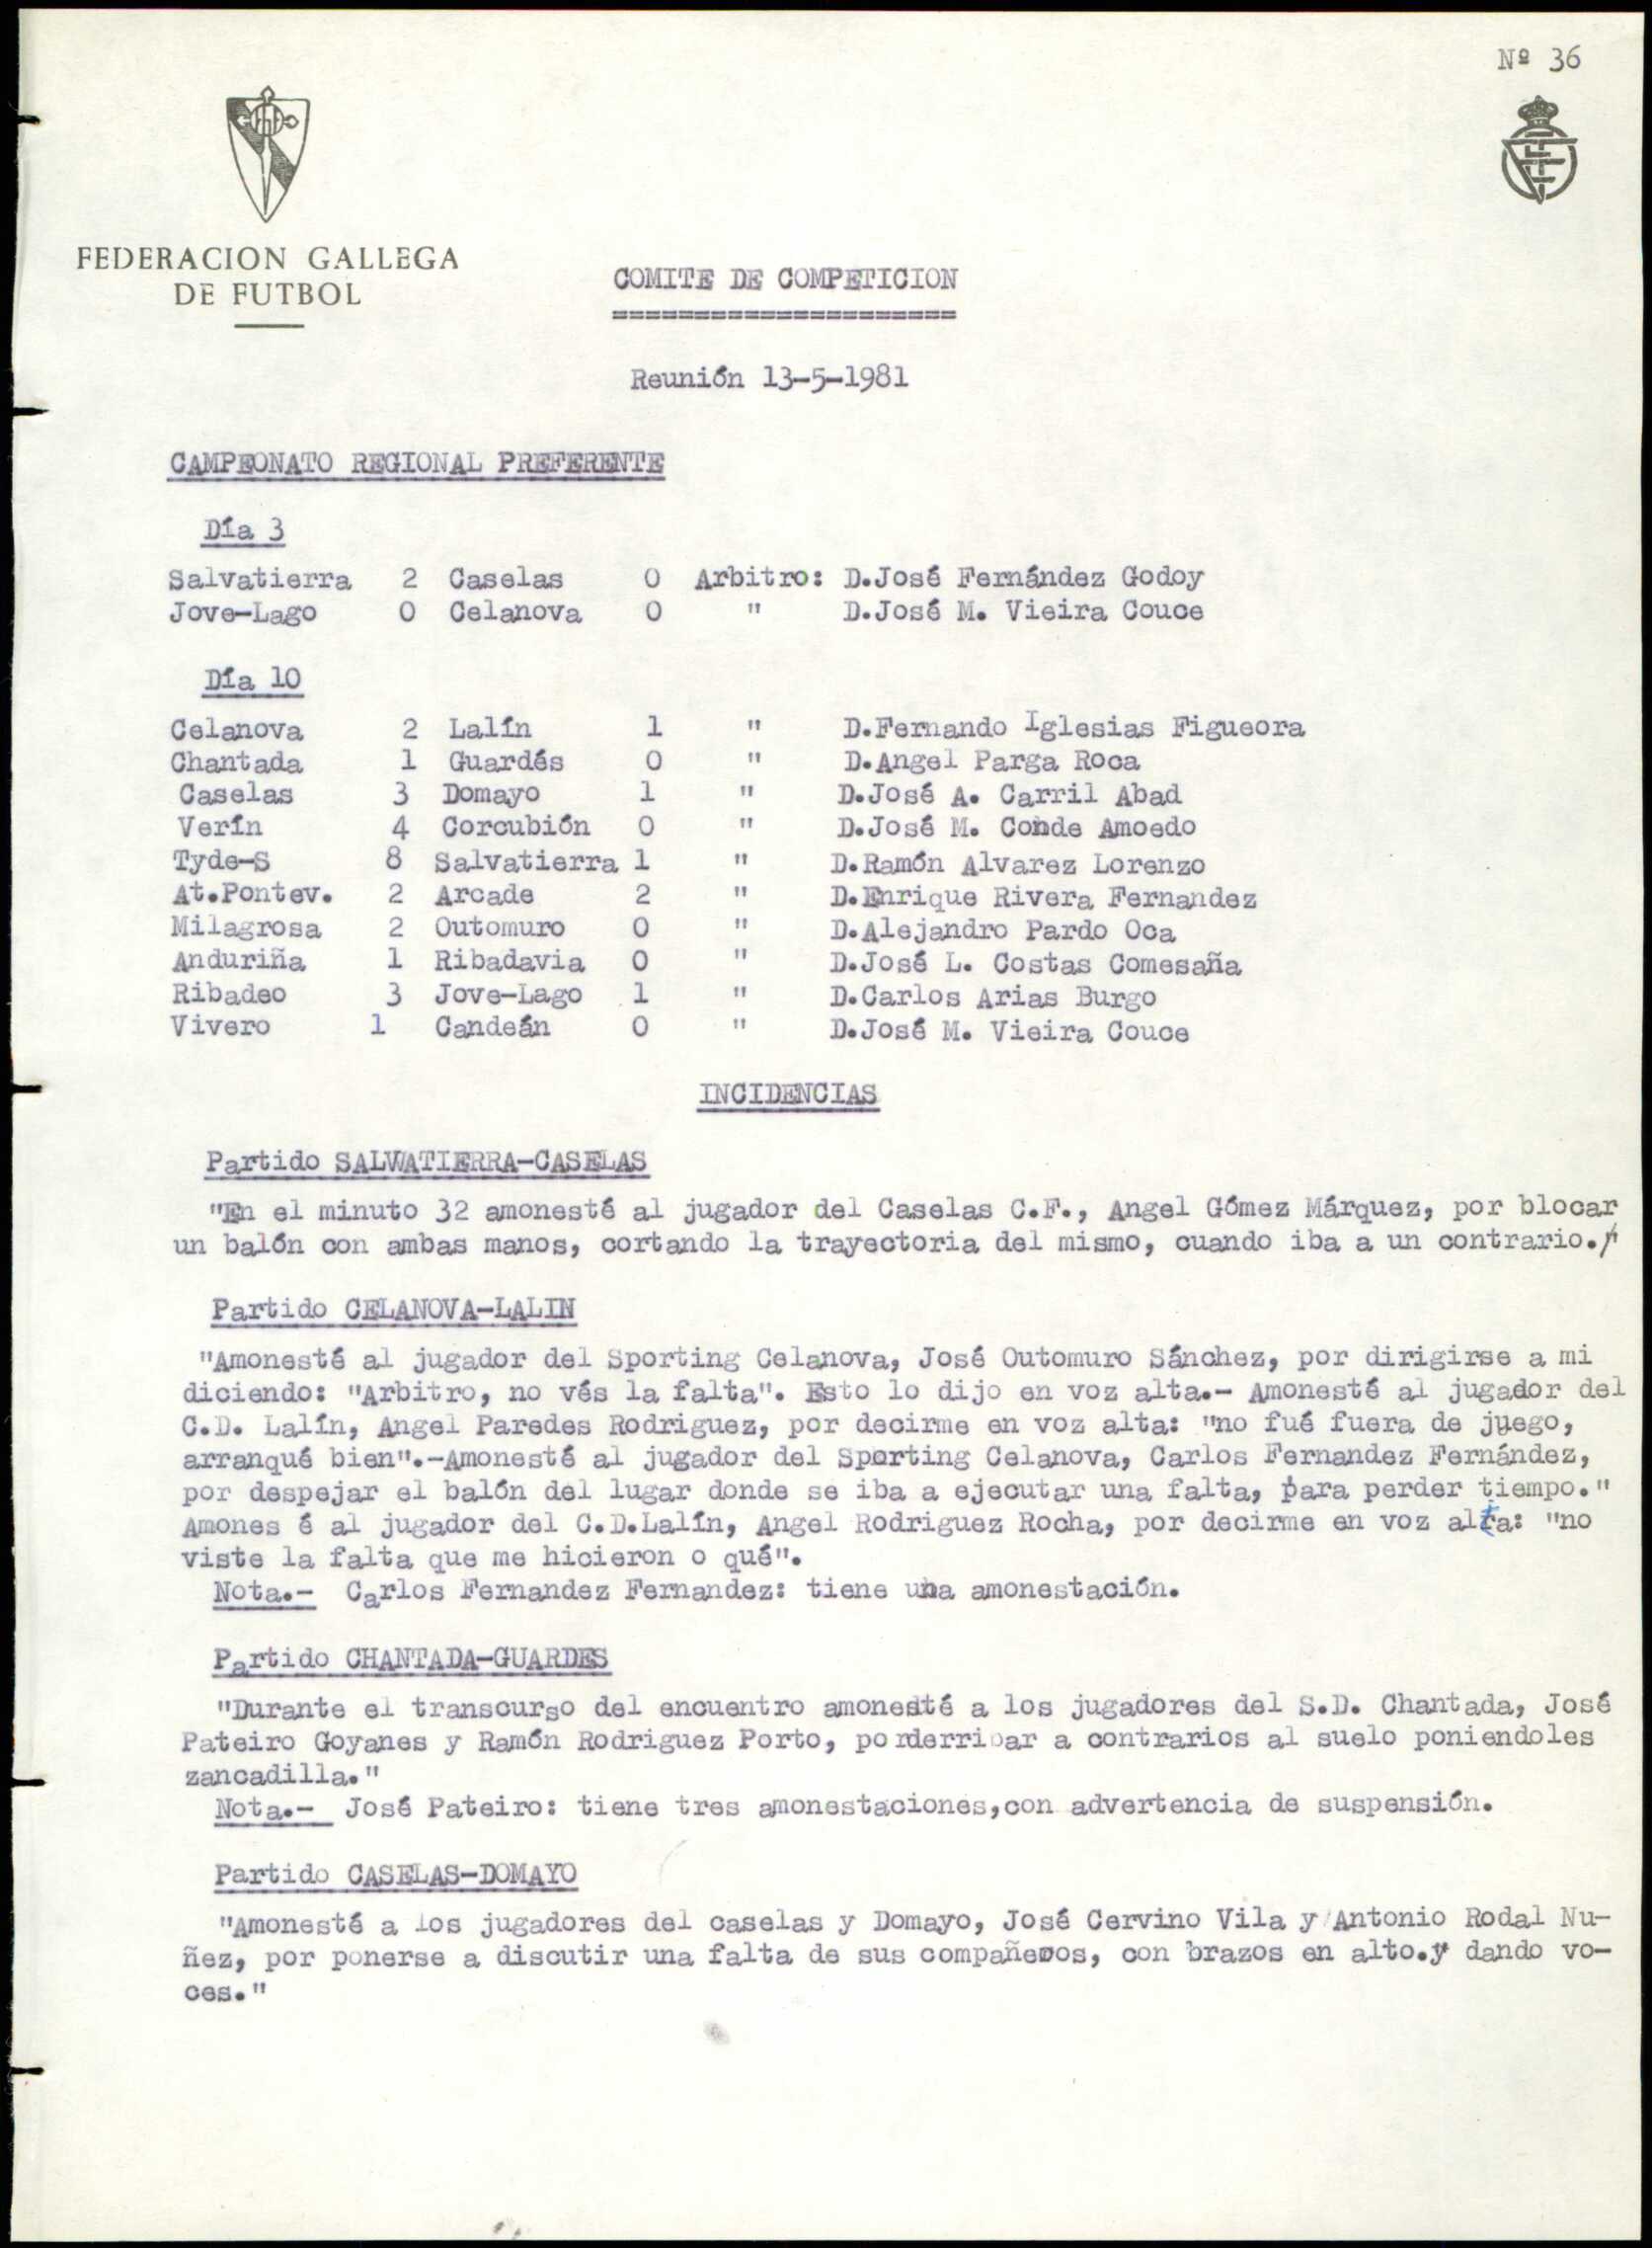 Nº 36
FEDERACION GALLEGA
DE FUTBOL
COMITE DE COMPETICION
=====================
Reunión 13-5-1981
CAMPEONATO REGIONAL PREFERENTE
Día 3
Salvatierra 2 Caselas 0 Arbitro: D.José Fernández Godoy
Jove-Lago 0 Celanova 0 " D.José M. Vieira Couce
Día 10
Celanova 2 Lalín 1 " D.Fernando Iglesias Figueora
Chantada 1 Guardés 0 " D.Angel Parga Roca
Caselas 3 Domayo 1 " D.José A. Carril Abad
Verín 4 Corcubión 0 " D.José M. Conde Amoedo
Tyde-S 8 Salvatierra 1 " D.Ramón Alvarez Lorenzo
At.Pontev. 2 Arcade 2 " D.Enrique Rivera Fernandez
Milagrosa 2 Outomuro 0 " D.Alejandro Pardo Oca
Anduriña 1 Ribadavia 0 " D.José L. Costas Comesaña
Ribadeo 3 Jove-Lago 1 " D.Carlos Arias Burgo
Vivero 1 Candeán 0 " D.José M. Vieira Couce
INCIDENCIAS
Partido SALVATIERRA-CASELAS
"En el minuto 32 amonesté al jugador del Caselas C.F., Angel Gómez Márquez, por blocar
un balón con ambas manos, cortando la trayectoria del mismo, cuando iba a un contrario.
Partido CELANOVA-LALIN
"Amonesté al jugador del Sporting Celanova, José Outomuro Sánchez, por dirigirse a mi
diciendo: "Arbitro, no vés la falta". Esto lo dijo en voz alta.- Amonesté al jugador del
C.D. Lalín, Angel Paredes Rodriguez, por decirme en voz alta: "no fué fuera de juego,
arranqué bien".-Amonesté al jugador del Sporting Celanova, Carlos Fernandez Fernández,
por despejar el balón del lugar donde se iba a ejecutar una falta, para perder tiempo."
Amones é al jugador del C.D.Lalín, Angel Rodriguez Rocha, por decirme en voz alta: "no
viste la falta que me hicieron o qué".
Nota.- Carlos Fernandez Fernandez: tiene una amonestación.
Partido CHANTADA-GUARDES
"Durante el transcurso del encuentro amonesté a los jugadores del S.D. Chantada, José
Pateiro Goyanes y Ramón Rodriguez Porto, porderribar a contrarios al suelo poniendoles
zancadilla."
Nota.- José Pateiro: tiene tres amonestaciones,con advertencia de suspensión.
Partido CASELAS-DOMAYO
"Amonesté a los jugadores del caselas y Domayo, José Cervino Vila y Antonio Rodal Nu-
ñez, por ponerse a discutir una falta de sus compañeros, con brazos en alto.y dando vo-
ces."